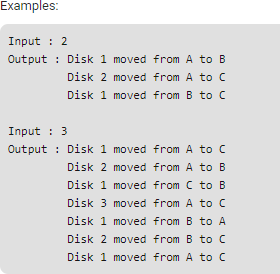 Examples:
Input : 2
Output : Disk 1 moved from A to B
Disk 2 moved from A to C
Disk 1 moved from B to C
Input : 3
Output : Disk 1 moved from A to C
Disk 2 moved from A to B
Disk 1 moved from C to B
Disk 3 moved from A to C
Disk 1 moved from B to A
Disk 2 moved from B to C
Disk 1 moved from A to C